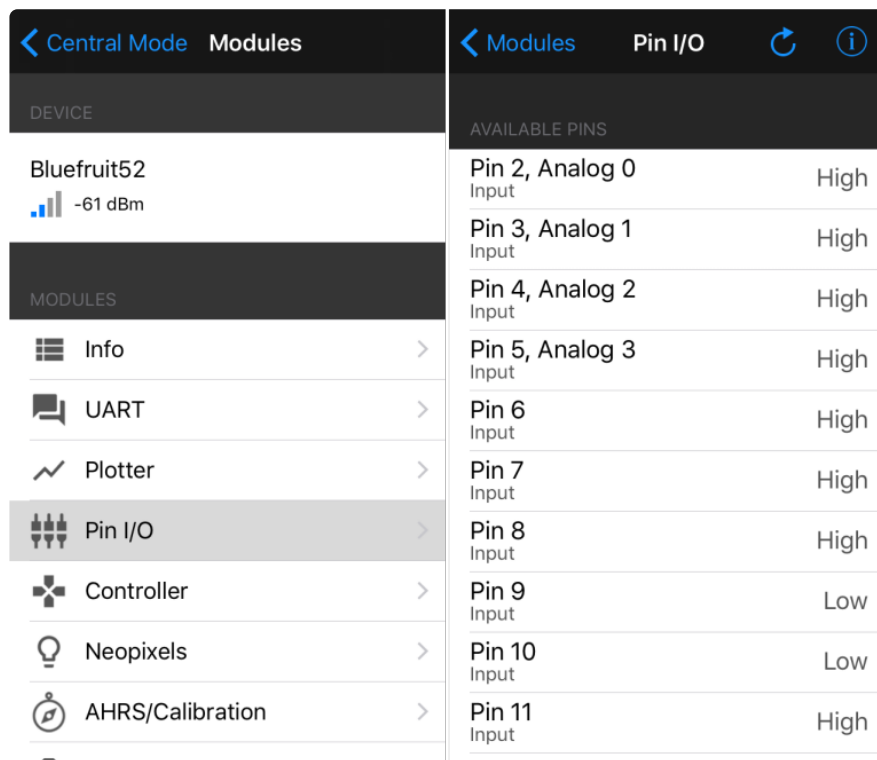 Central Mode Modules
DEVICE
Bluefruit52
-61 dBm
MODULES
Info
UART
Plotter
Pin I/O
Controller
Neopixels
AHRS/Calibration
Modules Pin I/O
AVAILABLE PINS
Pin 2, Analog 0
Input
High
Pin 3, Analog 1
Input
High
Pin 4, Analog 2
Input
High
Pin 5, Analog 3
Input
High
Pin 6
Input
High
Pin 7
Input
High
Pin 8
Input
High
Pin 9
Input
Low
Pin 10
Input
Low
Pin 11
Input
High